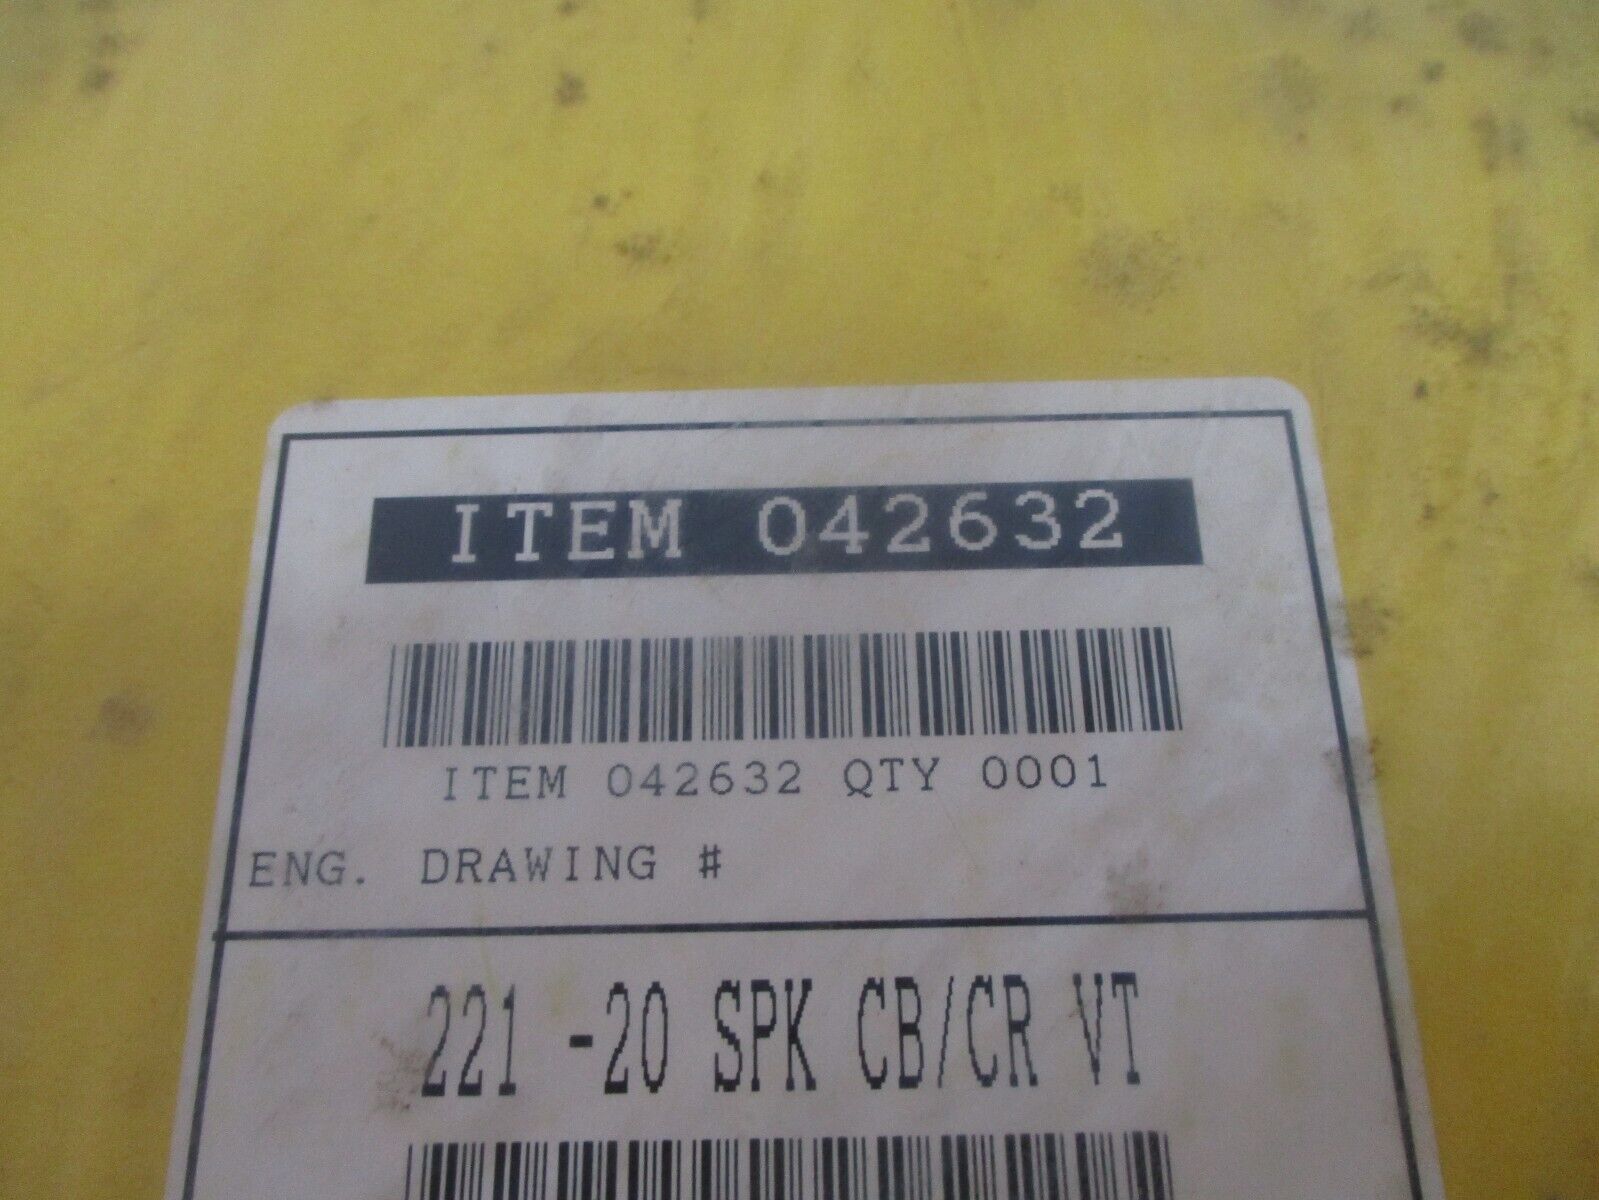 ITEM 042632
ITEM 042632 QTY 0001
ENG. DRAWING #
221 -20 SPK CB/CR VT